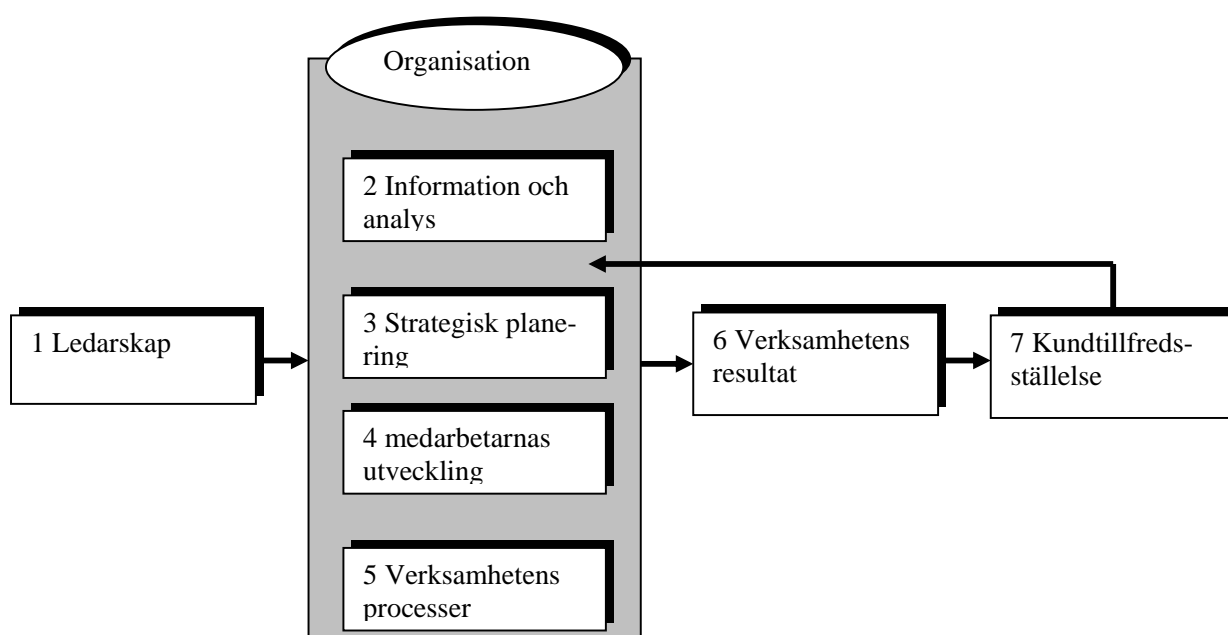 Organisation
2 Information och
analys
1 Ledarskap
3 Strategisk plane-
ring
4 medarbetarnas
utveckling
5 Verksamhetens
processer
6 Verksamhetens
resultat
7 Kundtillfreds-
ställelse